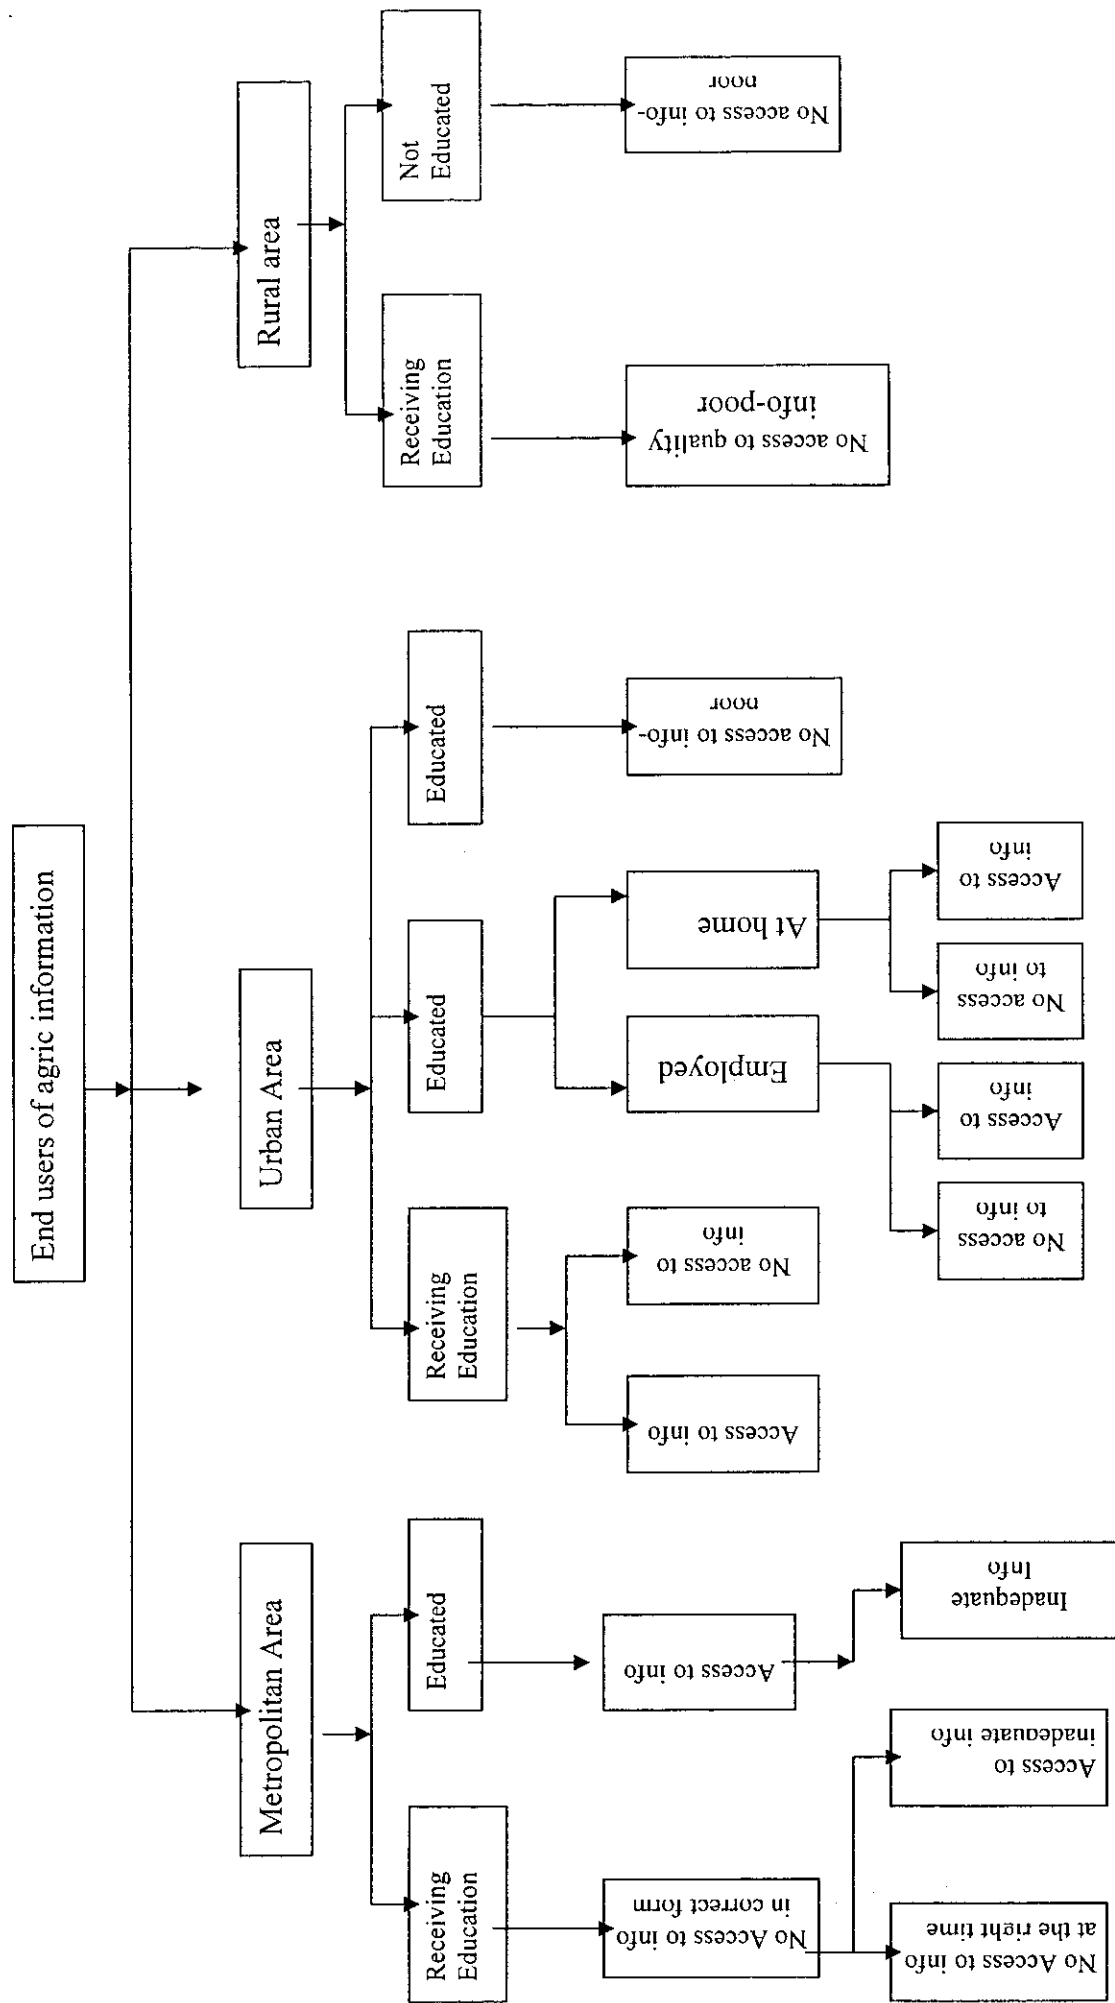 End users of agric information
Metropolitan Area
Urban Area
Rural area
Receiving
Education
Educated
Receiving
Education
Educated
Educated
Receiving
Education
Not
Educated
No Access to info
in correct form
Access to info
Access to info
No access to
info
Employed
At home
No access to info-
poor
No access to quality
info-poor
No access to info-
poor
No Access to info
at the right time
Access to
inadequate info
Inadequate
Info
No access
to info
Access to
info
No access
to info
Access to
info